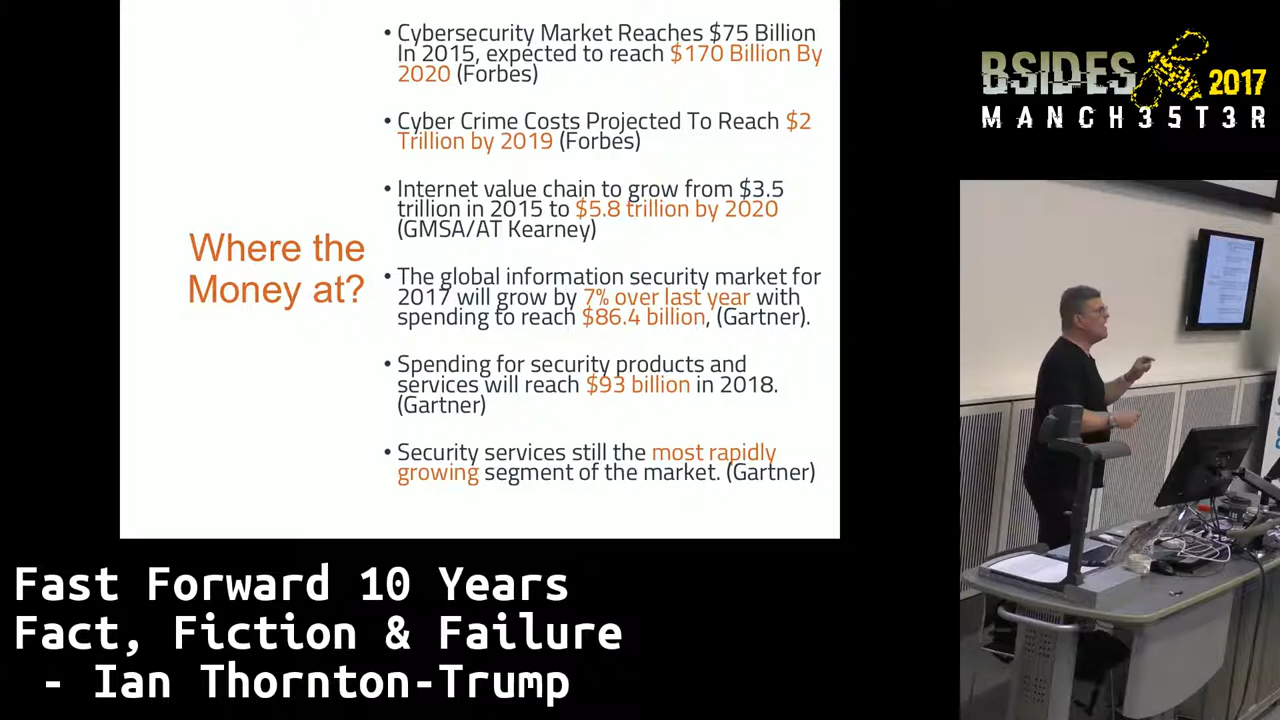 • Cybersecurity Market Reaches $75 Billion
In 2015, expected to reach $170 Billion By
2020 (Forbes)
• Cyber Crime Costs Projected To Reach $2
Trillion by 2019 (Forbes)
• Internet value chain to grow from $3.5
trillion in 2015 to $5.8 trillion by 2020
(GMSA/AT Kearney)
Where the
Money at?
• The global information security market for
2017 will grow by 7% over last year with
spending to reach $86.4 billion, (Gartner).
• Spending for security products and
services will reach $93 billion in 2018.
(Gartner)
• Security services still the most rapidly
growing segment of the market. (Gartner)
BSIDES 2017
MANCH35T3R
Fast Forward 10 Years
Fact, Fiction & Failure
- Ian Thornton-Trump